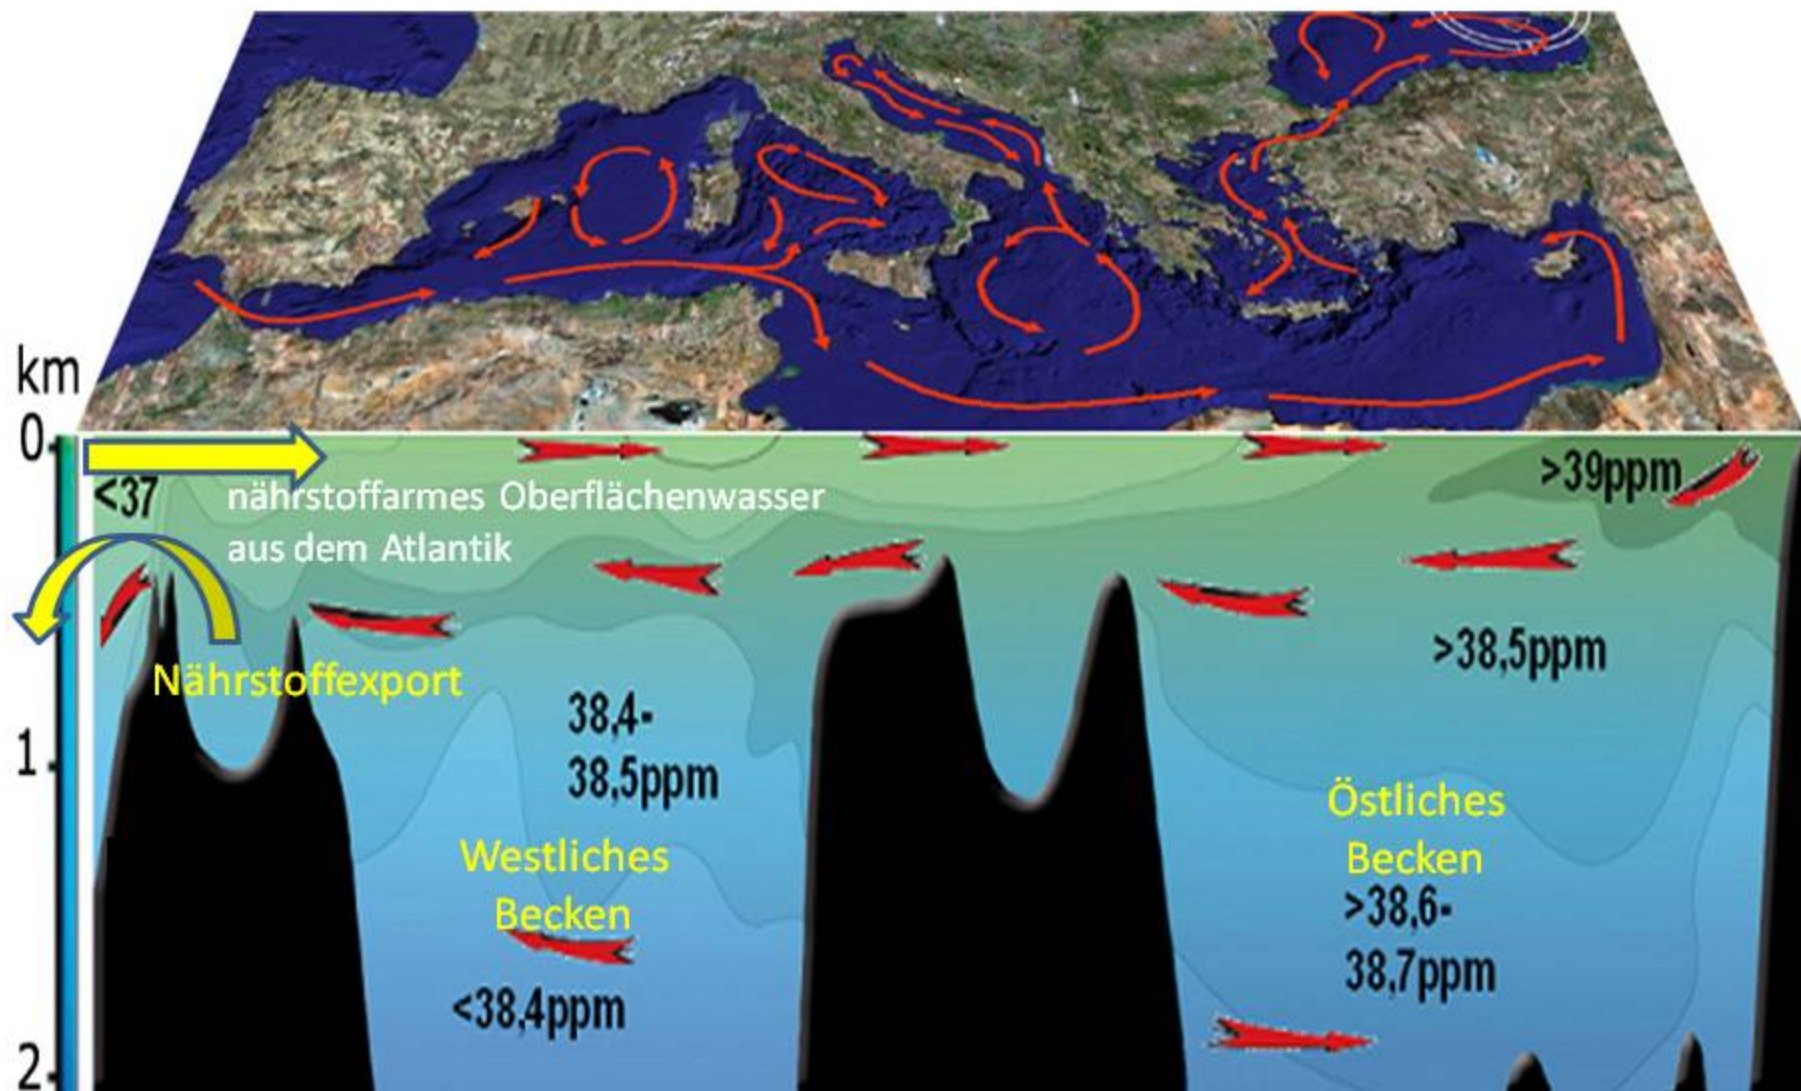 km
0
>39ppm
<37
nährstoffarmes Oberflächenwasser
aus dem Atlantik
>38,5ppm
Nährstoffexport
38,4-
38,5ppm
1
Östliches
Becken
Westliches
Becken
>38,6-
38,7ppm
<38,4ppm
2